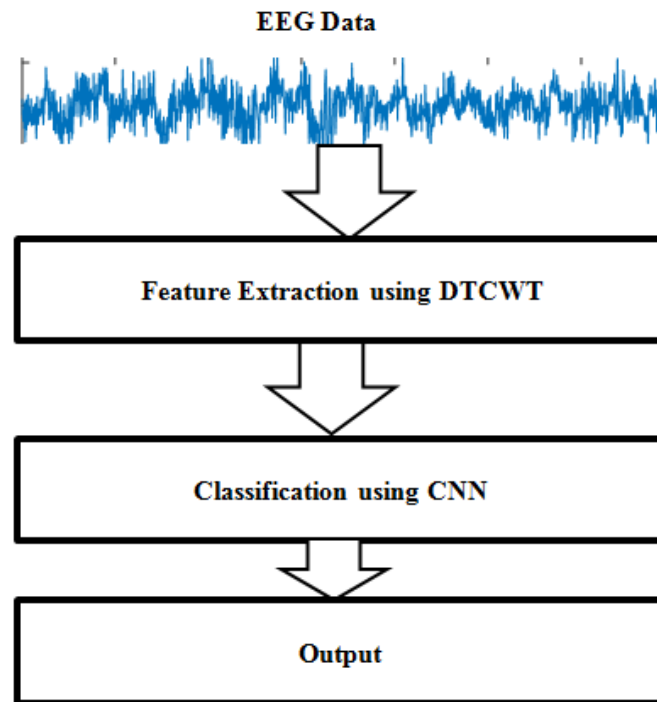 EEG Data
Feature Extraction using DTCWT
Classification using CNN
Output